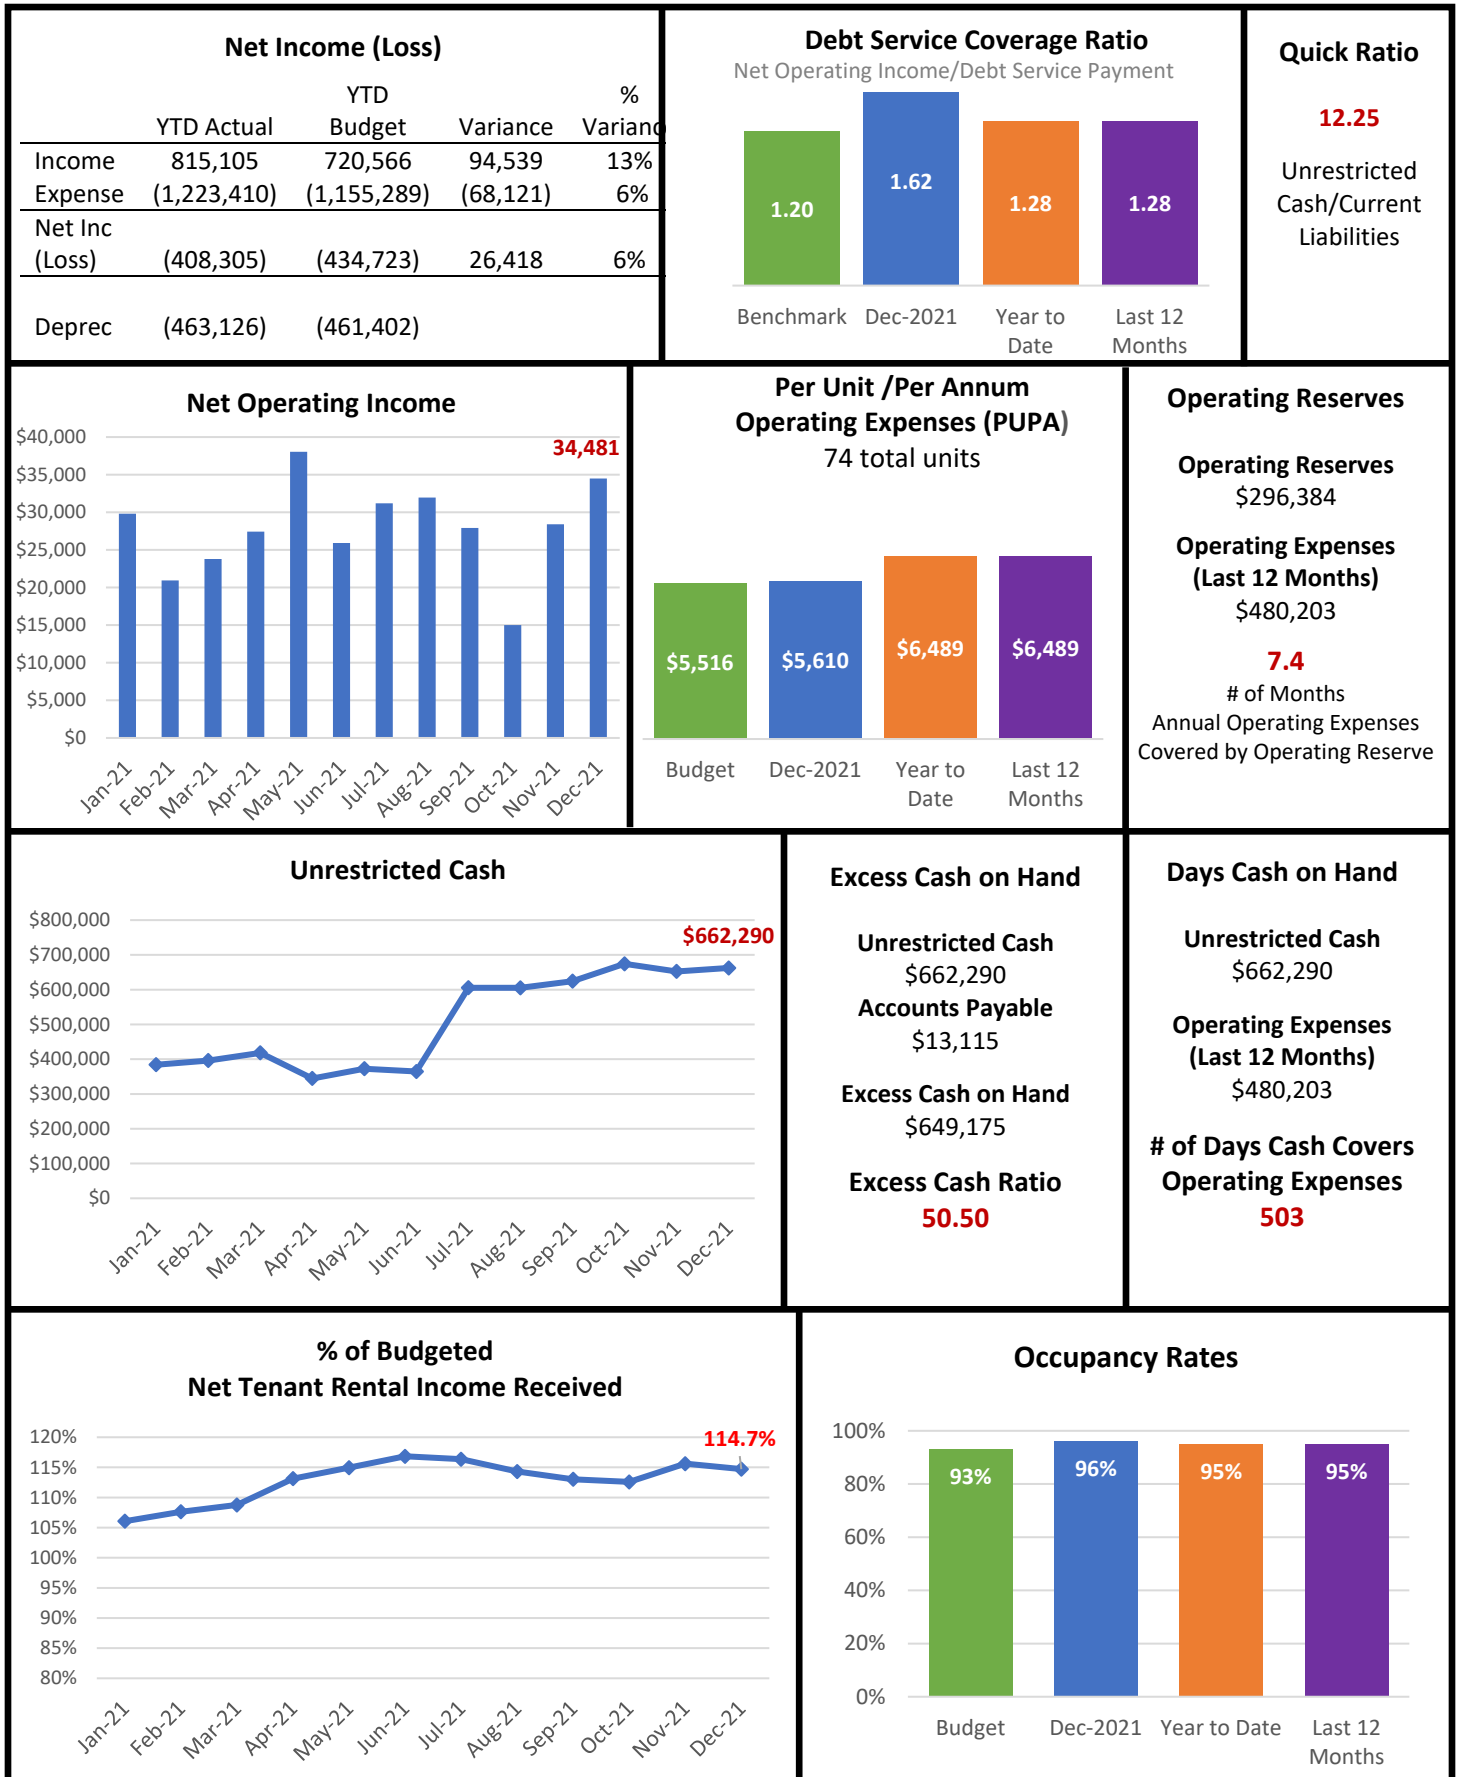 Net Income (Loss)
YTD %
YTD Actual Budget Variance Varianc
Income 815,105 720,566 94,539 13%
Expense (1,223,410) (1,155,289) (68,121) 6%
Net Inc
(Loss) (408,305) (434,723) 26,418 6%
Deprec (463,126) (461,402)
Debt Service Coverage Ratio
Net Operating Income/Debt Service Payment
1.20 1.62 1.28 1.28
Benchmark Dec-2021 Year to Last 12
Date Months
Quick Ratio
12.25
Unrestricted
Cash/Current
Liabilities
Net Operating Income
$40,000
$35,000
$30,000
$25,000
$20,000
$15,000
$10,000
$5,000
$0
34,481
Jan-21 Feb-21 Mar-21 Apr-21 May-21 Jun-21 Jul-21 Aug-21 Sep-21 Oct-21 Nov-21 Dec-21
Per Unit /Per Annum
Operating Expenses (PUPA)
74 total units
$5,516 $5,610 $6,489 $6,489
Budget Dec-2021 Year to Last 12
Date Months
Operating Reserves
Operating Reserves
$296,384
Operating Expenses
(Last 12 Months)
$480,203
7.4
# of Months
Annual Operating Expenses
Covered by Operating Reserve
Unrestricted Cash
$800,000
$700,000
$600,000
$500,000
$400,000
$300,000
$200,000
$100,000
$0
$662,290
Jan-21 Feb-21 Mar-21 Apr-21 May-21 Jun-21 Jul-21 Aug-21 Sep-21 Oct-21 Nov-21 Dec-21
Excess Cash on Hand
Unrestricted Cash
$662,290
Accounts Payable
$13,115
Excess Cash on Hand
$649,175
Excess Cash Ratio
50.50
Days Cash on Hand
Unrestricted Cash
$662,290
Operating Expenses
(Last 12 Months)
$480,203
# of Days Cash Covers
Operating Expenses
503
% of Budgeted
Net Tenant Rental Income Received
120%
115%
110%
105%
100%
95%
90%
85%
80%
114.7%
Jan-21 Feb-21 Mar-21 Apr-21 May-21 Jun-21 Jul-21 Aug-21 Sep-21 Oct-21 Nov-21 Dec-21
Occupancy Rates
100%
80%
60%
40%
20%
0%
93% 96% 95% 95%
Budget Dec-2021 Year to Date Last 12
Months